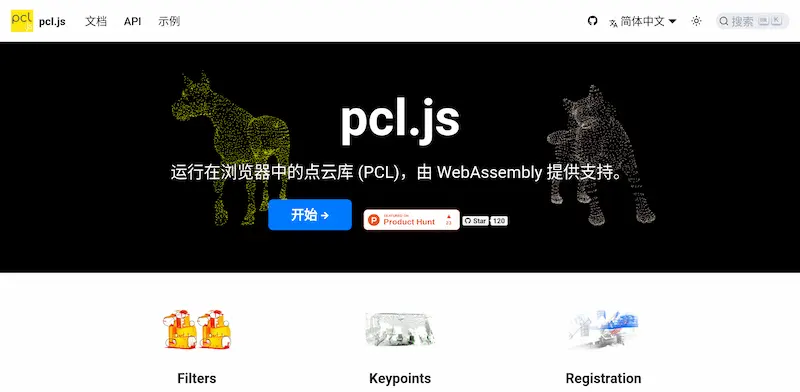 pcl
pcl.js
文档
API
示例
简体中文
搜索
pcl.js
运行在浏览器中的点云库 (PCL)，由 WebAssembly 提供支持。
开始 →
FEATURED ON
Product Hunt
Star
120
Filters
Keypoints
Registration